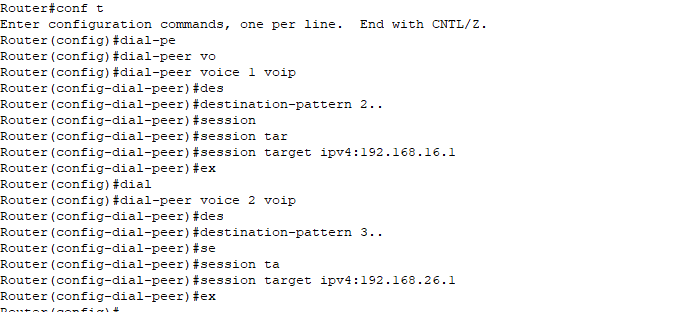 Router#conf t
Enter configuration commands, one per line.  End with CNTL/Z.
Router(config)#dial-pe
Router(config)#dial-peer vo
Router(config)#dial-peer voice 1 voip
Router(config-dial-peer)#des
Router(config-dial-peer)#destination-pattern 2..
Router(config-dial-peer)#session
Router(config-dial-peer)#session tar
Router(config-dial-peer)#session target ipv4:192.168.16.1
Router(config-dial-peer)#ex
Router(config)#dial
Router(config)#dial-peer voice 2 voip
Router(config-dial-peer)#des
Router(config-dial-peer)#destination-pattern 3..
Router(config-dial-peer)#se
Router(config-dial-peer)#session ta
Router(config-dial-peer)#session target ipv4:192.168.26.1
Router(config-dial-peer)#ex
Router(config)#